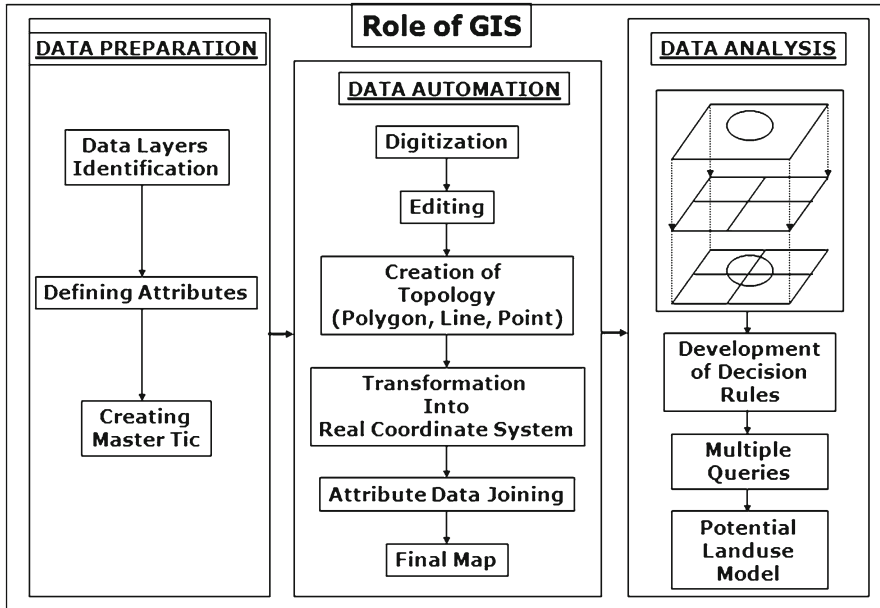 Role of GIS
DATA PREPARATION
Data Layers
Identification
Defining Attributes
Creating
Master Tic
DATA AUTOMATION
Digitization
Editing
Creation of
Topology
(Polygon, Line, Point)
Transformation
Into
Real Coordinate System
Attribute Data Joining
Final Map
DATA ANALYSIS
Development
of Decision
Rules
Multiple
Queries
Potential
Landuse
Model